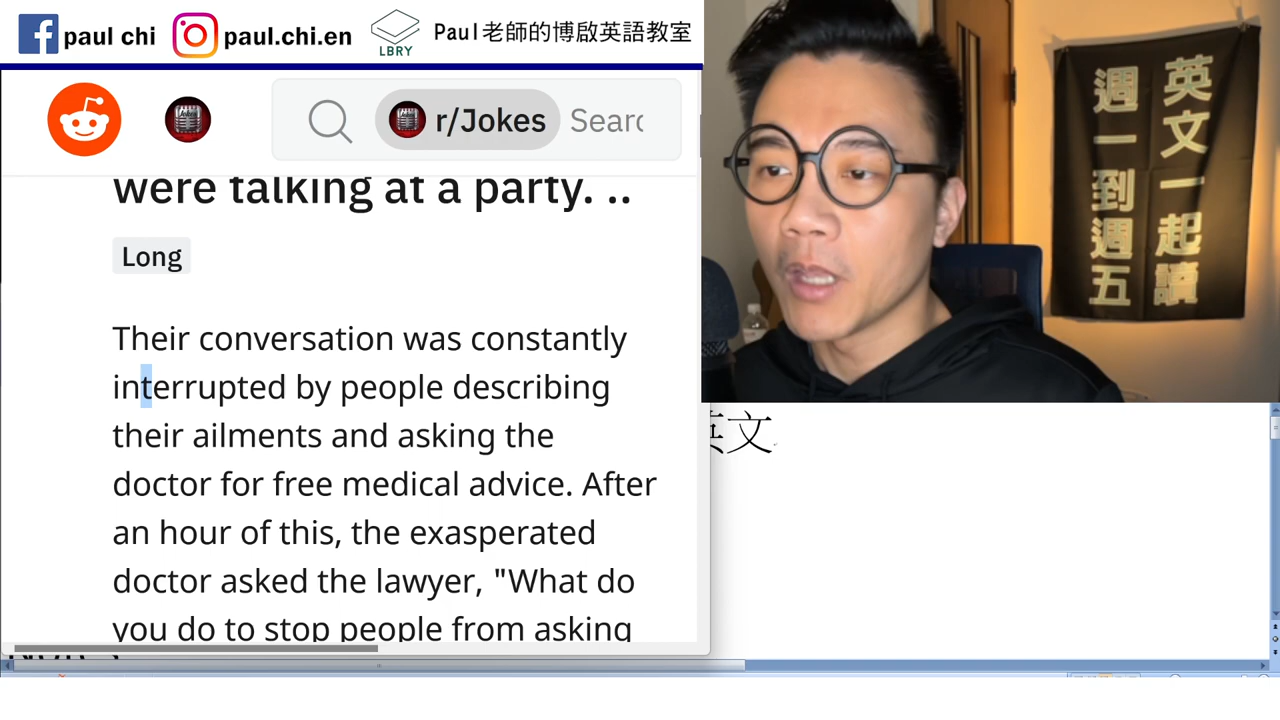 paul chi
paul.chi.en
LBRY
Paul老師的博啟英語教室
r/Jokes
were talking at a party. ..
Long
Their conversation was constantly
interrupted by people describing
their ailments and asking the
doctor for free medical advice. After
an hour of this, the exasperated
doctor asked the lawyer, "What do
you do to stop people from asking
英文一起讀
週一到週五
英文